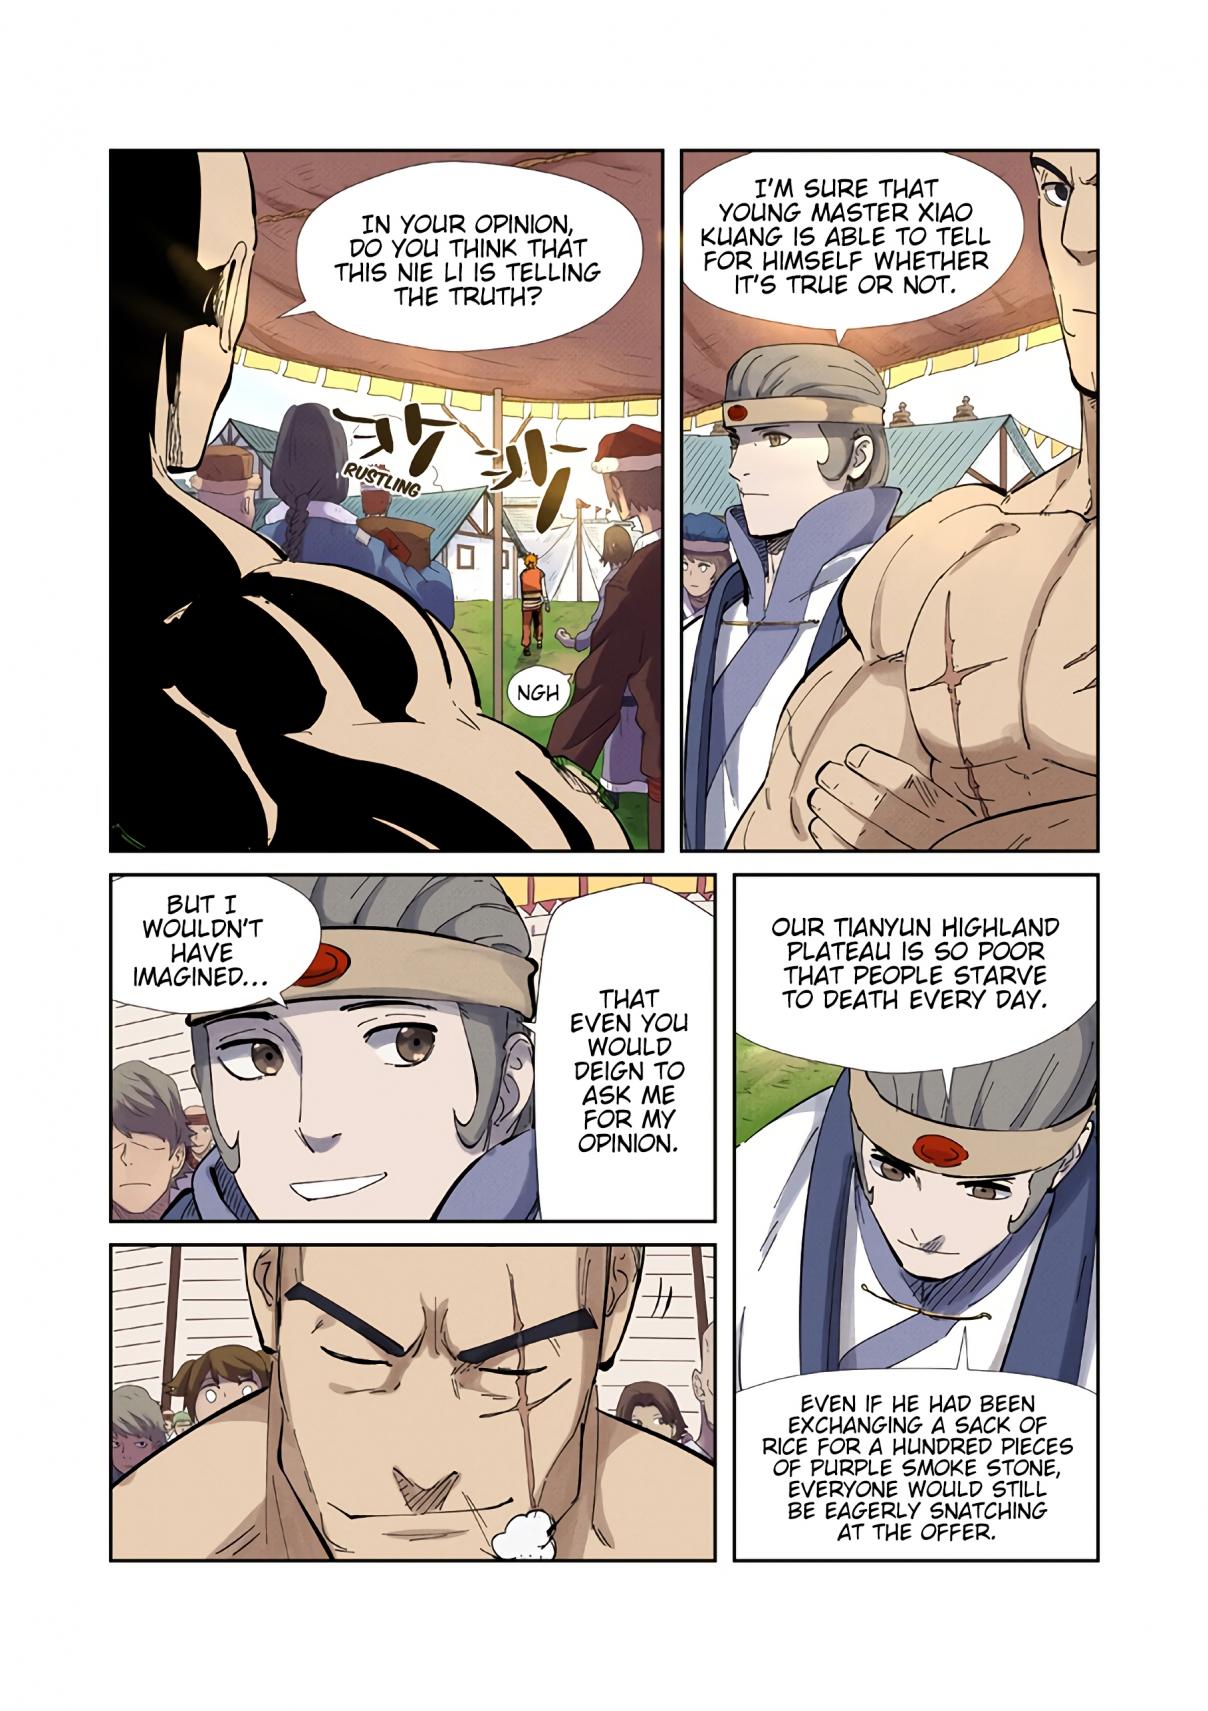 IN YOUR OPINION,
DO YOU THINK THAT
THIS NIE LI IS TELLING
THE TRUTH?
RUSTLING
NGH
I'M SURE THAT
YOUNG MASTER XIAO
KUANG IS ABLE TO TELL
FOR HIMSELF WHETHER
IT'S TRUE OR NOT.
BUT I
WOULDN'T
HAVE
IMAGINED...
THAT
EVEN YOU
WOULD
DEIGN TO
ASK ME
FOR MY
OPINION.
OUR TIANYUN HIGHLAND
PLATEAU IS SO POOR
THAT PEOPLE STARVE
TO DEATH EVERY DAY.
EVEN IF HE HAD BEEN
EXCHANGING A SACK OF
RICE FOR A HUNDRED PIECES
OF PURPLE SMOKE STONE,
EVERYONE WOULD STILL
BE EAGERLY SNATCHING
AT THE OFFER.